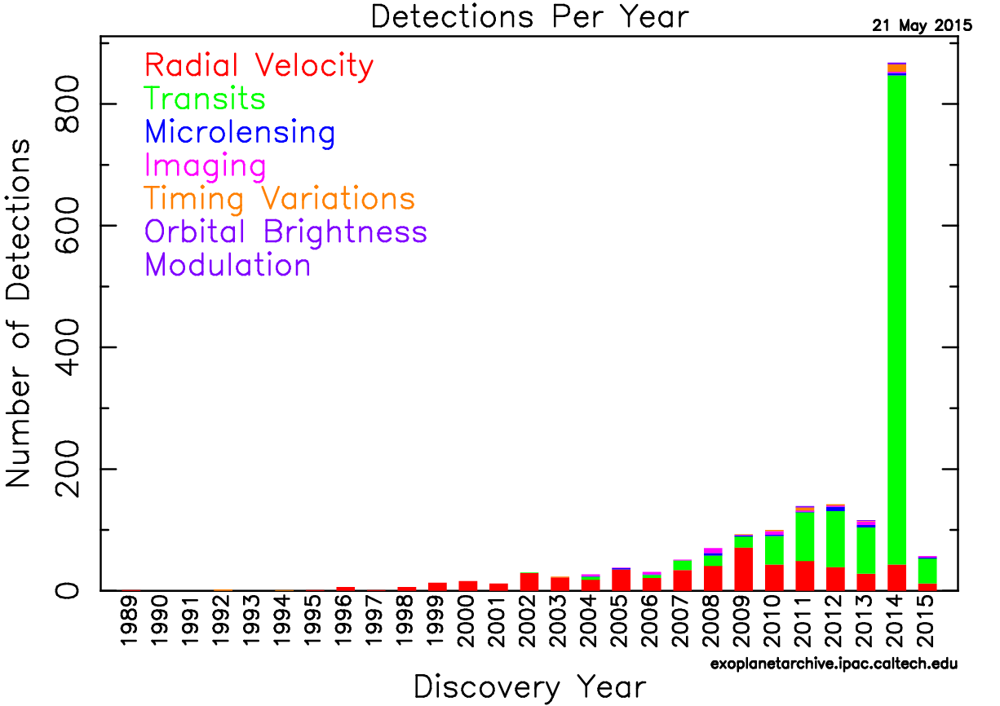 Detections Per Year
21 May 2015
Radial Velocity
Transits
Microlensing
Imaging
Timing Variations
Orbital Brightness
Modulation
Number of Detections
800
600
400
200
0
1989
1990
1991
1992
1993
1994
1995
1996
1997
1998
1999
2000
2001
2002
2003
2004
2005
2006
2007
2008
2009
2010
2011
2012
2013
2014
2015
exoplanetarchive.ipac.caltech.edu
Discovery Year